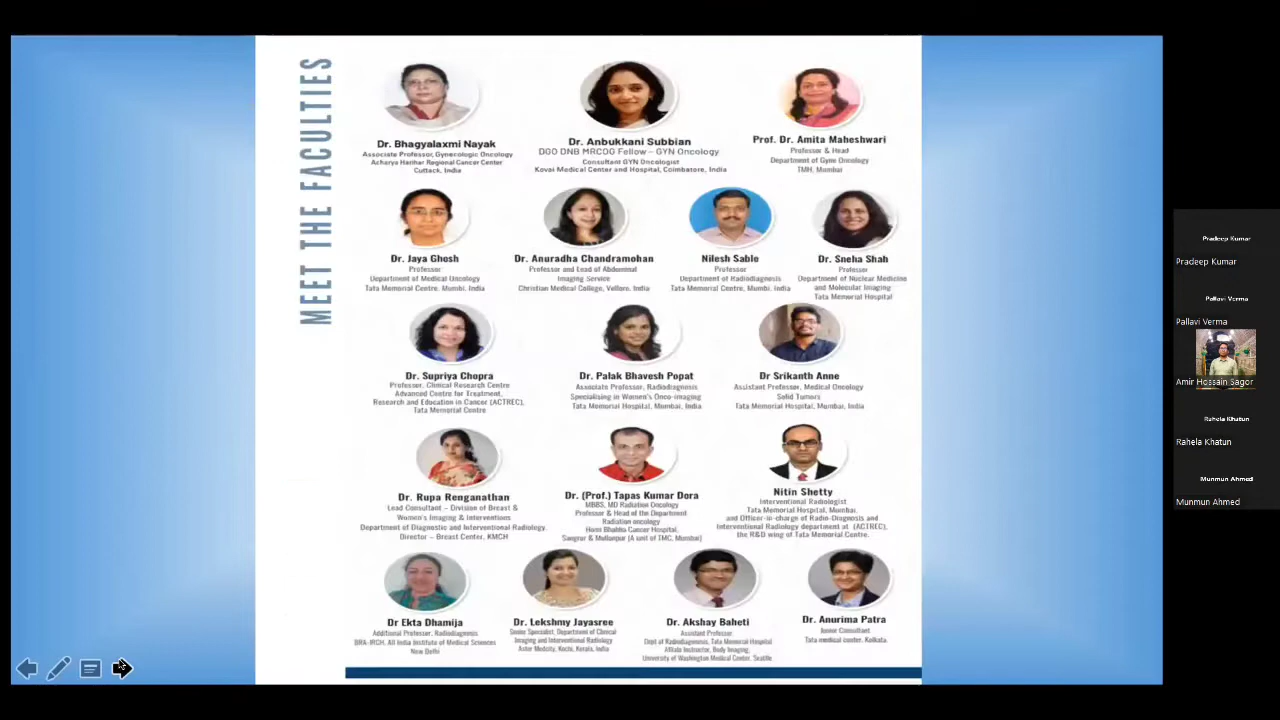 MEET THE FACULTIES
Dr. Bhagyalaxmi Nayak
Associate Professor, Gynecologic Oncology
Acharya Harihar Regional Cancer Center
Cuttack, India
Dr. Anbukkani Subbian
DGO DNB MRCOG Fellow – GYN Oncology
Consultant GYN Oncologist
Kovai Medical Center and Hospital, Coimbatore, India
Prof. Dr. Amita Maheshwari
Professor & Head
Department of Gyne Oncology
TMH, Mumbai
Dr. Jaya Ghosh
Professor
Department of Medical Oncology
Tata Memorial Centre, Mumbi, India
Dr. Anuradha Chandramohan
Professor and Lead of Abdominal
Imaging Service
Christian Medical College, Vellore, India
Nilesh Sable
Professor
Department of Radiodiagnosis
Tata Memorial Centre, Mumbi, India
Dr. Sneha Shah
Professor
Department of Nuclear Medicine
and Molecular Imaging
Tata Memorial Hospital
Dr. Supriya Chopra
Professor, Clinical Research Centre
Advanced Centre for Treatment,
Research and Education in Cancer (ACTREC),
Tata Memorial Centre
Dr. Palak Bhavesh Popat
Associate Professor, Radiodiagnosis
Specialising in Women's Onco-imaging
Tata Memorial Hospital, Mumbai, India
Dr Srikanth Anne
Assistant Professor, Medical Oncology
Solid Tumors
Tata Memorial Hospital, Mumbai, India
Dr. Rupa Renganathan
Lead Consultant – Division of Breast &
Women's Imaging & Interventions
Department of Diagnostic and Interventional Radiology,
Director – Breast Center, KMCH
Dr. (Prof.) Tapas Kumar Dora
MBBS, MD Radiation Oncology
Professor & Head of the Department
Radiation oncology
Homi Bhabha Cancer Hospital,
Sangrur & Mullanpur (A unit of TMC, Mumbai)
Nitin Shetty
Interventional Radiologist
Tata Memorial Hospital, Mumbai,
and Officer-in-charge of Radio-Diagnosis and
Interventional Radiology department at (ACTREC),
the R&D wing of Tata Memorial Centre.
Dr Ekta Dhamija
Additional Professor, Radiodiagnosis
BRA-IRCH, All India Institute of Medical Sciences
New Delhi
Dr. Lekshmy Jayasree
Senior Specialist, Department of Clinical
Imaging and Interventional Radiology
Aster Medcity, Kochi, Kerala, India
Dr. Akshay Baheti
Assistant Professor
Dept of Radiodiagnosis, Tata Memorial Hospital
Affiliate Instructor, Body Imaging,
University of Washington Medical Center, Seattle
Dr. Anurima Patra
Consultant
Tata medical center, Kolkata
Pradeep Kumar
Pradeep Kumar
Pallavi Verma
Pallavi Verma
Amir Hossain Sagor
Rahela Khatun
Rahela Khatun
Munmun Ahmed
Munmun Ahmed